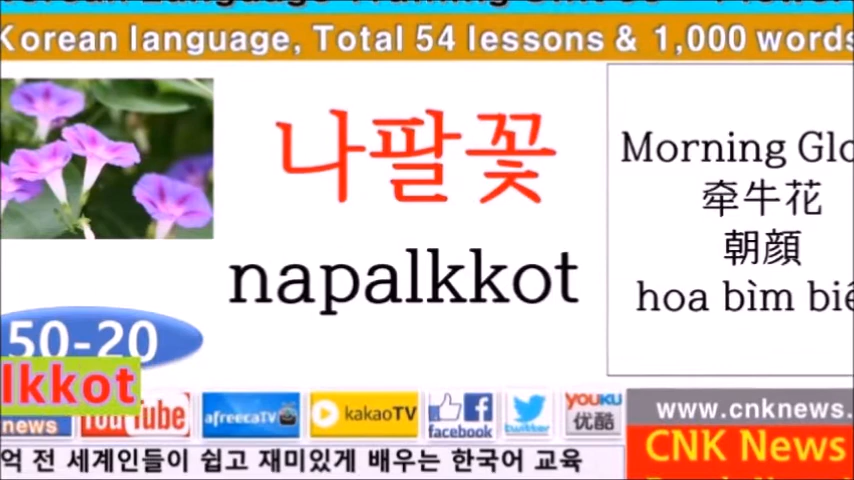 Korean language, Total 54 lessons & 1,000 words
나팔꽃
napalkkot
Morning Glo
牵牛花
朝顔
hoa bìm biê
50-20
lkkot
news
YouTube
afreecaTV
kakaoTV
facebook
twitter
YOUKU
优酷
www.cnknews.
CNK News
억 전 세계인들이 쉽고 재미있게 배우는 한국어 교육